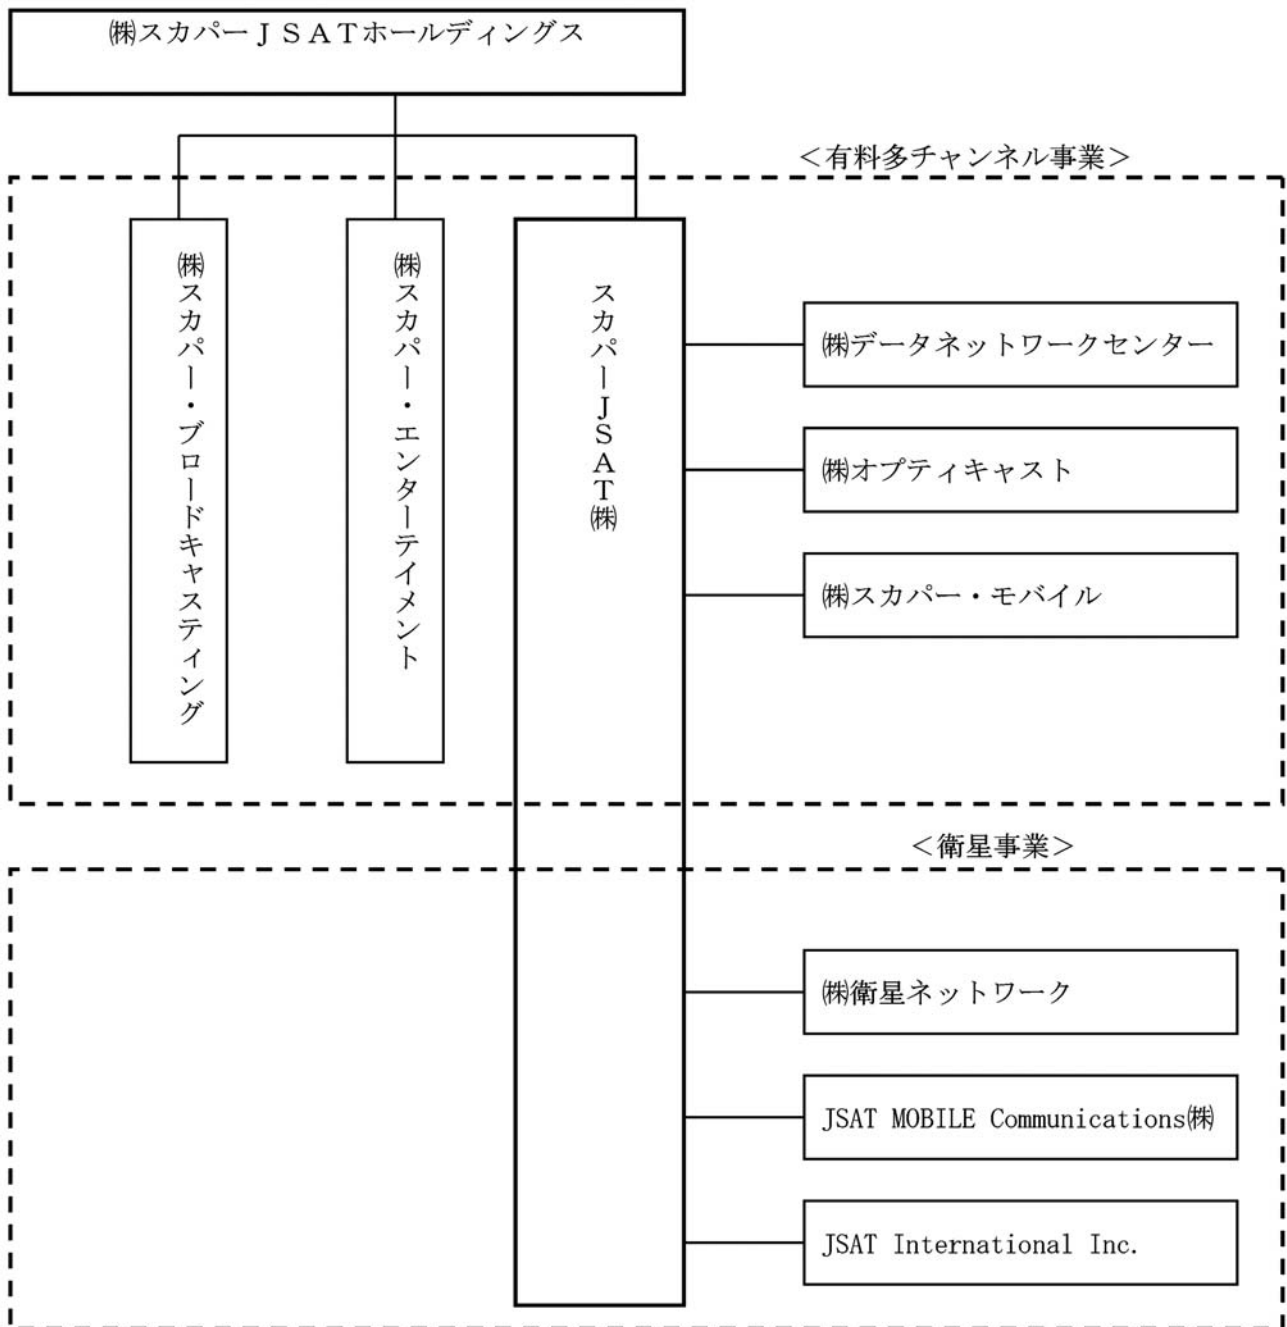 ㈱スカパーＪＳＡＴホールディングス
＜有料多チャンネル事業＞
㈱スカパー・ブロードキャスティング
㈱スカパー・エンターテイメント
スカパーJSAT㈱
㈱データネットワークセンター
㈱オプティキャスト
㈱スカパー・モバイル
＜衛星事業＞
㈱衛星ネットワーク
JSAT MOBILE Communications㈱
JSAT International Inc.